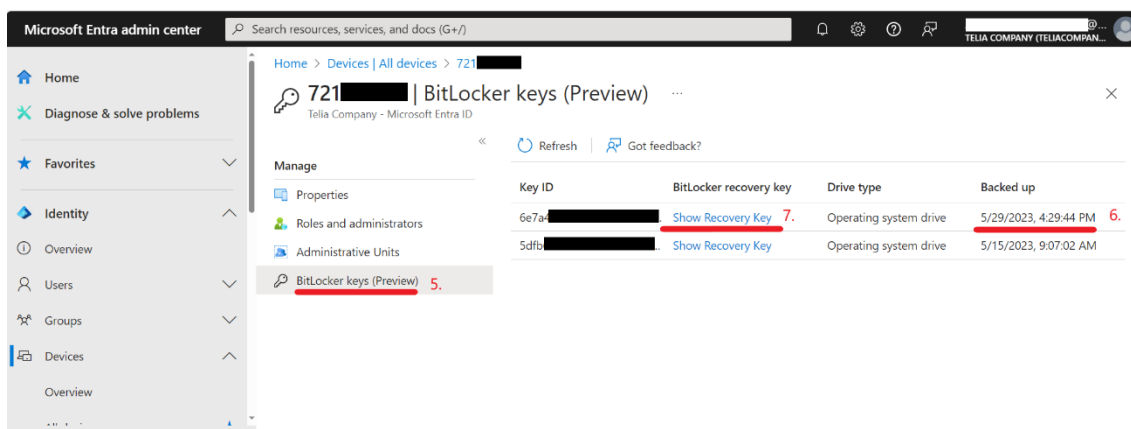 Microsoft Entra admin center
Search resources, services, and docs (G+/)
@...
TELIA COMPANY (TELIACOMPAN...
Home
Diagnose & solve problems
Favorites
Identity
Overview
Users
Groups
Devices
Overview
Home > Devices | All devices > 721
721 | BitLocker keys (Preview) ...
Telia Company - Microsoft Entra ID
Manage
Properties
Roles and administrators
Administrative Units
BitLocker keys (Preview) 5.
Refresh | Got feedback?
Key ID BitLocker recovery key Drive type Backed up
6e7a4 . Show Recovery Key 7. Operating system drive 5/29/2023, 4:29:44 PM 6.
5dfb .. Show Recovery Key Operating system drive 5/15/2023, 9:07:02 AM